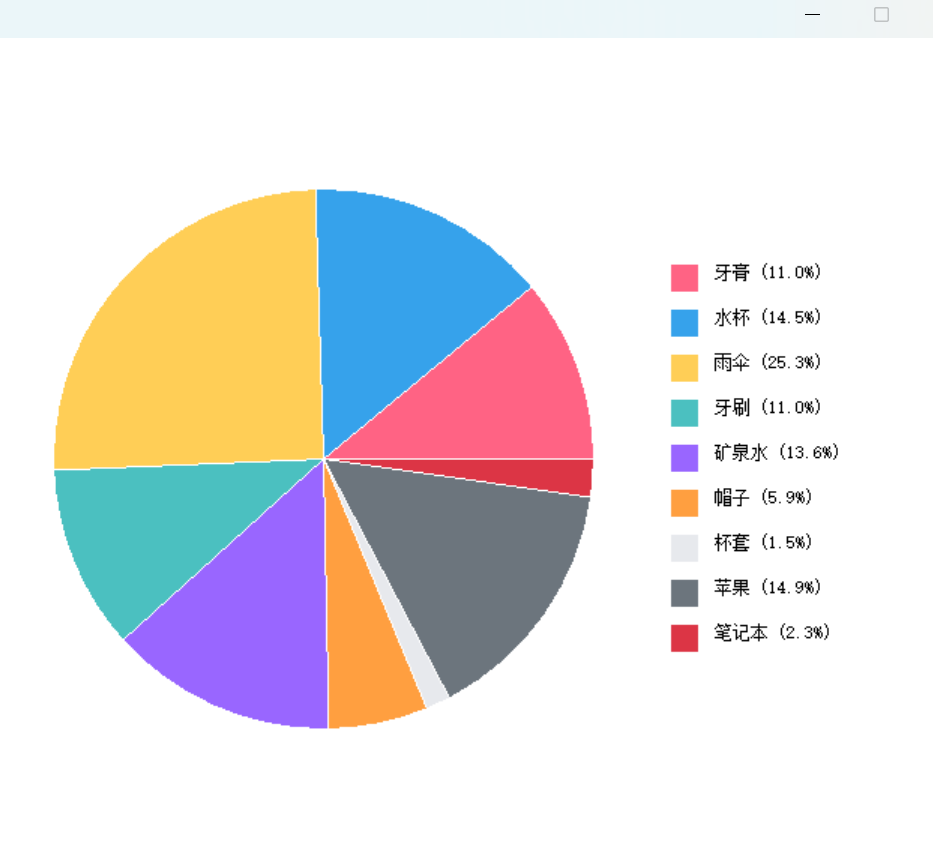 牙膏 (11.0%)
水杯 (14.5%)
雨伞 (25.3%)
牙刷 (11.0%)
矿泉水 (13.6%)
帽子 (5.9%)
杯套 (1.5%)
苹果 (14.9%)
笔记本 (2.3%)